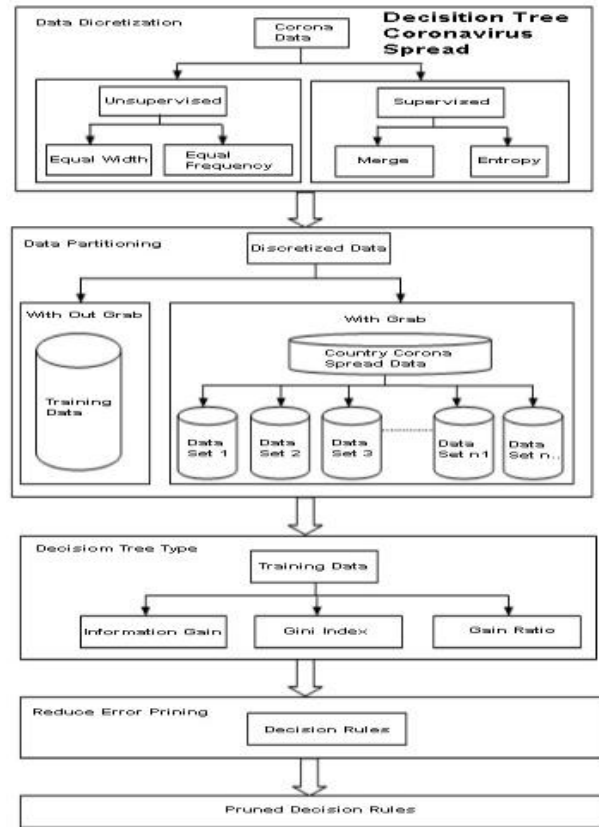 Data Dicretization
Corona
Data
Decisition Tree
Coronavirus
Spread
Unsupervised
Supervized
Equal Width
Equal
Frequency
Merge
Entropy
Data Partitioning
Discretized Data
With Out Grab
With Grab
Training
Data
Country Corona
Spread Data
Data
Set 1
Data
Set 2
Data
Set 3
Data
Set n1
Data
Set n..
Decisiom Tree Type
Training Data
Information Gain
Gini Index
Gain Ratio
Reduce Error Prining
Decision Rules
Pruned Decision Rules